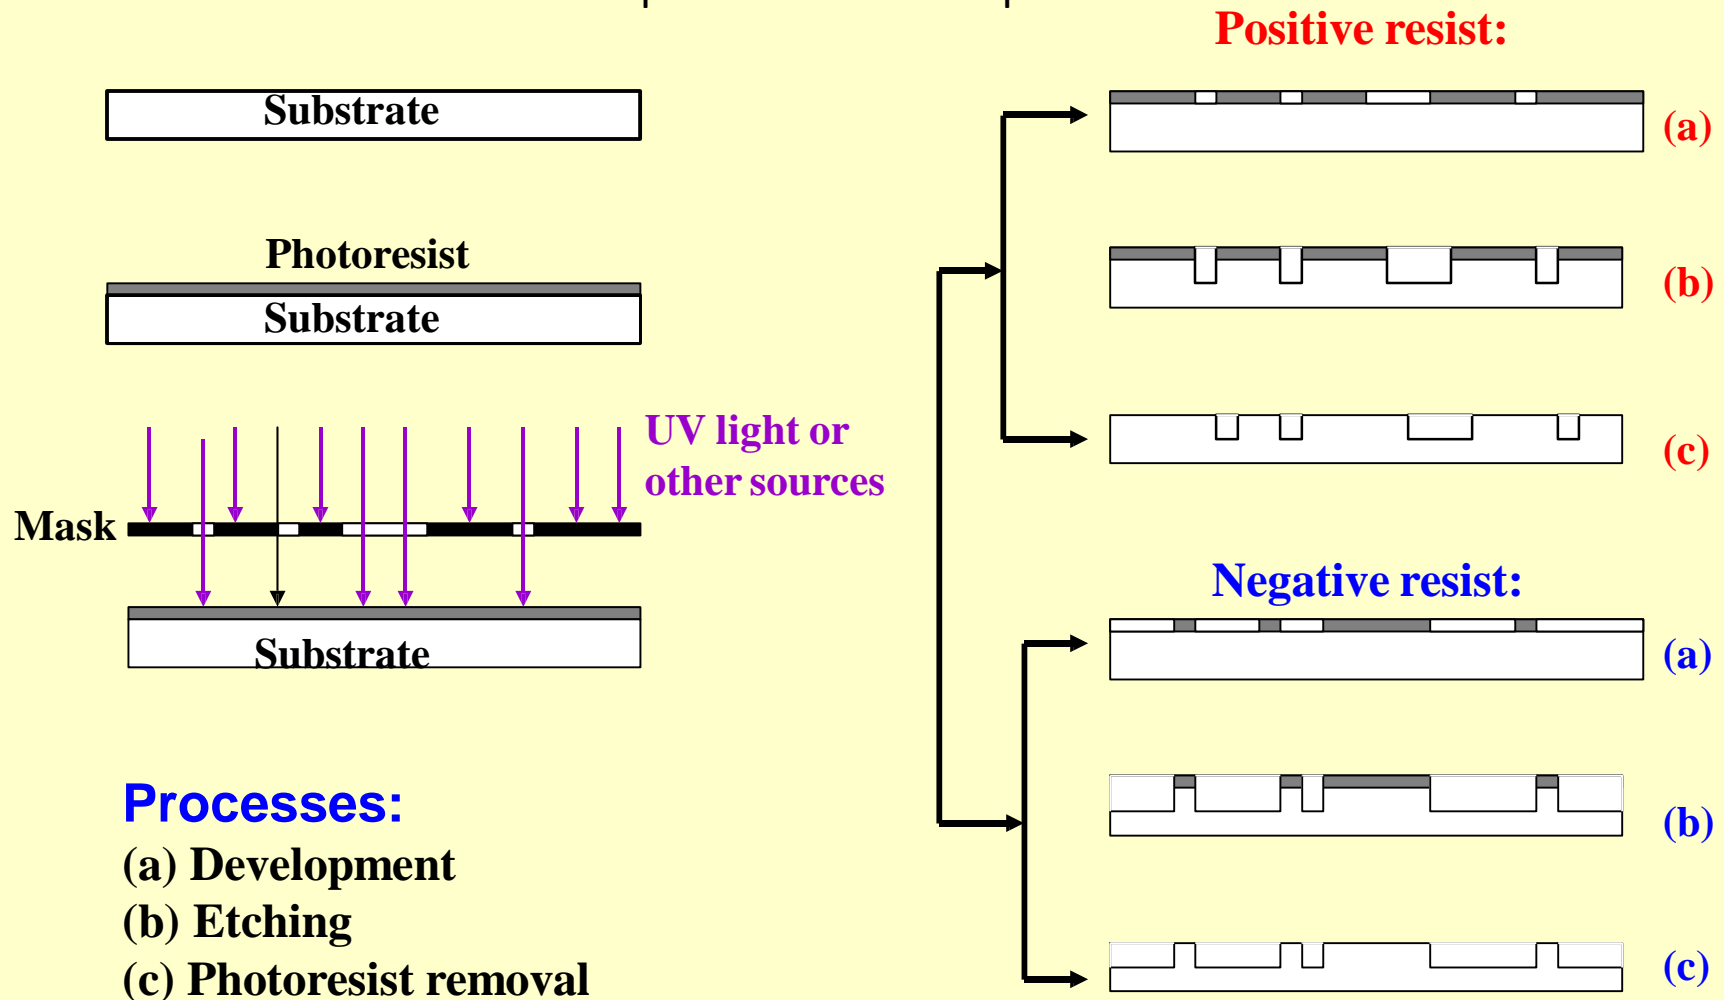 Positive resist:
Substrate
(a)
Photoresist
Substrate
(b)
UV light or
other sources
(c)
Mask
Negative resist:
Substrate
(a)
Processes:
(a) Development
(b) Etching
(c) Photoresist removal
(b)
(c)